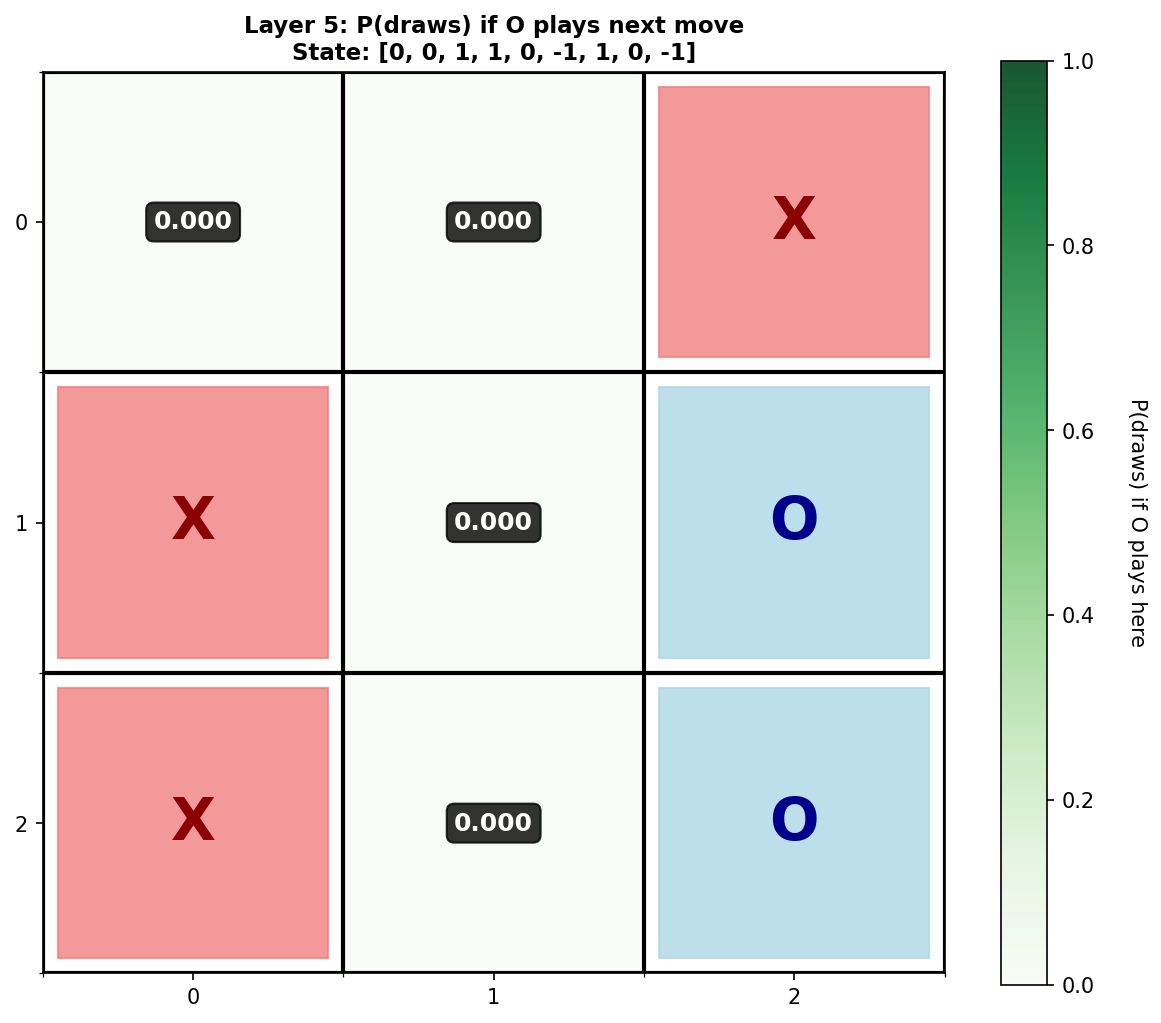 Layer 5: P(draws) if O plays next move
State: [0, 0, 1, 1, 0, -1, 1, 0, -1]
0
0.000
0.000
X
1
X
0.000
O
2
X
0.000
O
0
1
2
1.0
0.8
0.6
0.4
0.2
0.0
P(draws) if O plays here